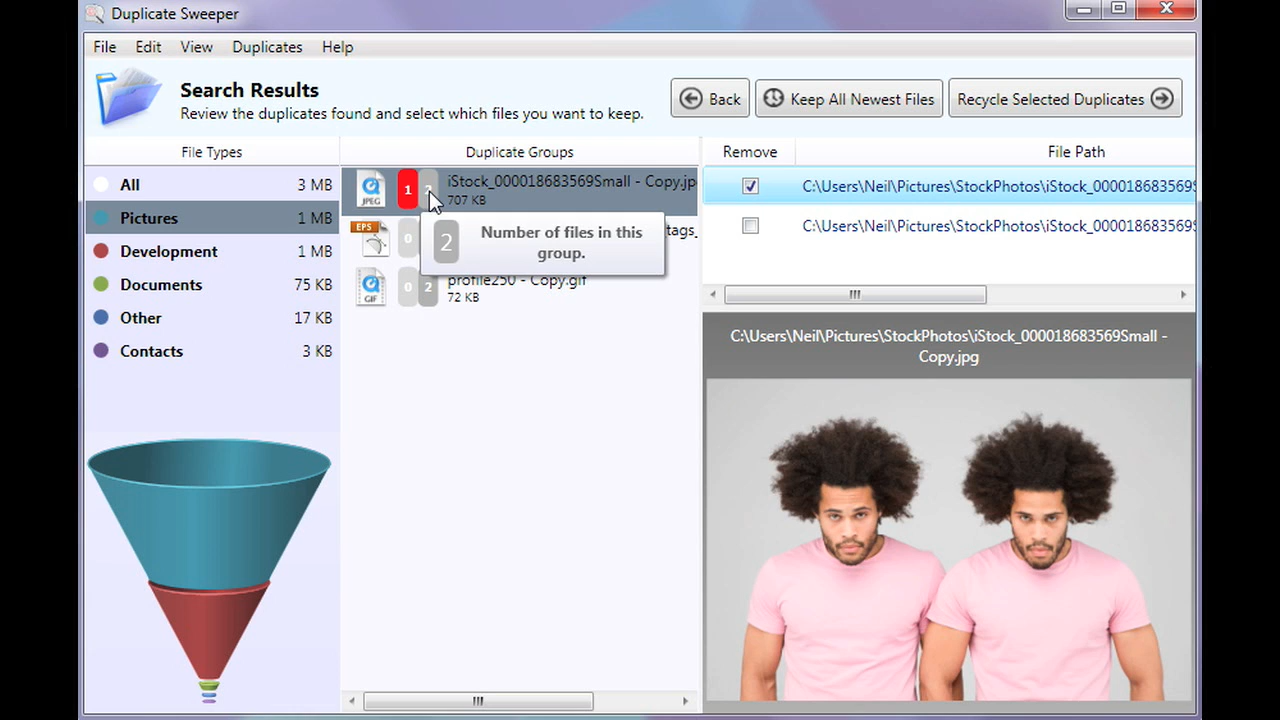 Duplicate Sweeper
File Edit View Duplicates Help
Search Results
Review the duplicates found and select which files you want to keep.
Back
Keep All Newest Files
Recycle Selected Duplicates
File Types
All 3 MB
Pictures 1 MB
Development 1 MB
Documents 75 KB
Other 17 KB
Contacts 3 KB
Duplicate Groups
JPEG 1 iStock_000018683569Small - Copy.jp
707 KB
EPS 0 tags_
2 Number of files in this
group.
GIF 0 2 profile250 - Copy.gif
72 KB
Remove File Path
C:\Users\Neil\Pictures\StockPhotos\iStock_000018683569S
C:\Users\Neil\Pictures\StockPhotos\iStock_000018683569S
C:\Users\Neil\Pictures\StockPhotos\iStock_000018683569Small -
Copy.jpg